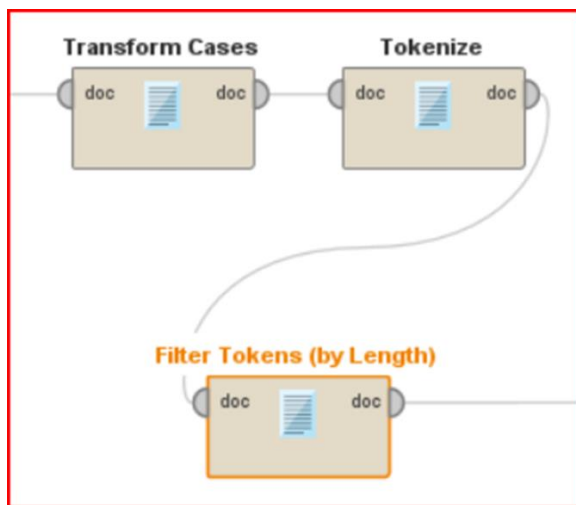 Transform Cases
Tokenize
doc doc
doc doc
Filter Tokens (by Length)
doc doc